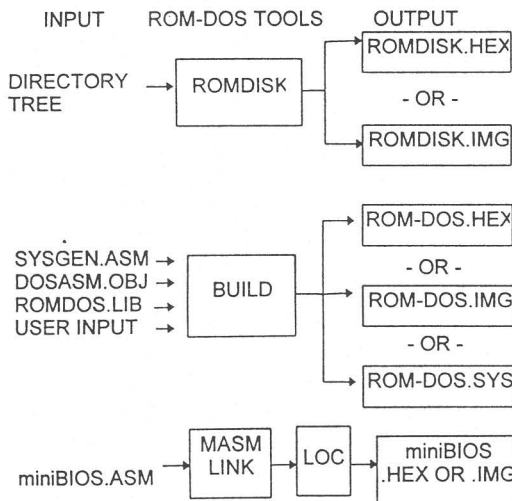 INPUT ROM-DOS TOOLS OUTPUT
DIRECTORY
TREE
ROMDISK
ROMDISK.HEX
- OR -
ROMDISK.IMG
SYSGEN.ASM
DOSASM.OBJ
ROMDOS.LIB
USER INPUT
BUILD
ROM-DOS.HEX
- OR -
ROM-DOS.IMG
- OR -
ROM-DOS.SYS
miniBIOS.ASM
MASM
LINK
LOC
miniBIOS
.HEX OR .IMG